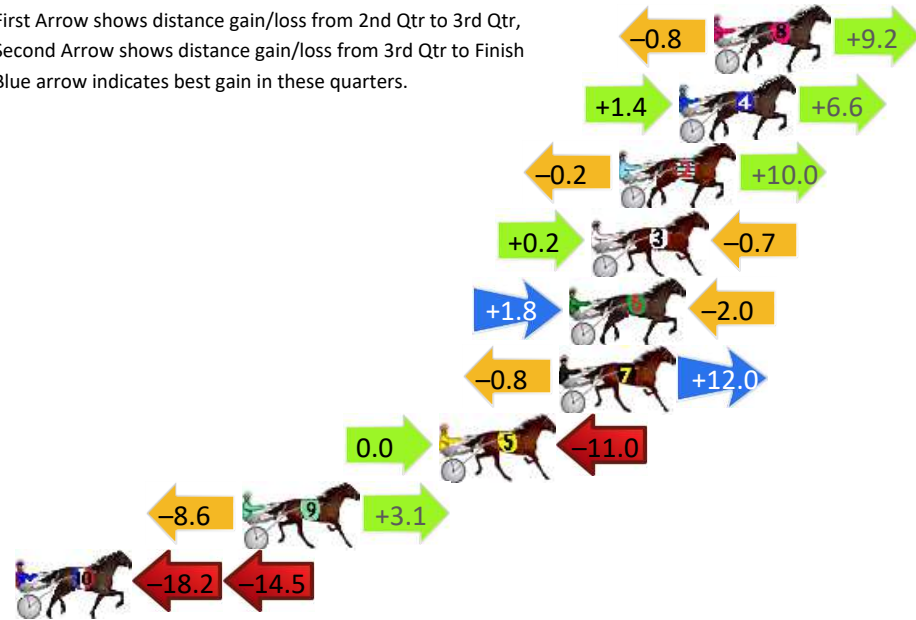 First Arrow shows distance gain/loss from 2nd Qtr to 3rd Qtr,
Second Arrow shows distance gain/loss from 3rd Qtr to Finish
Blue arrow indicates best gain in these quarters.
–0.8 8 +9.2
+1.4 4 +6.6
–0.2 +10.0
+0.2 3 –0.7
+1.8 6 –2.0
–0.8 7 +12.0
0.0 5 –11.0
–8.6 9 +3.1
10 –18.2 –14.5